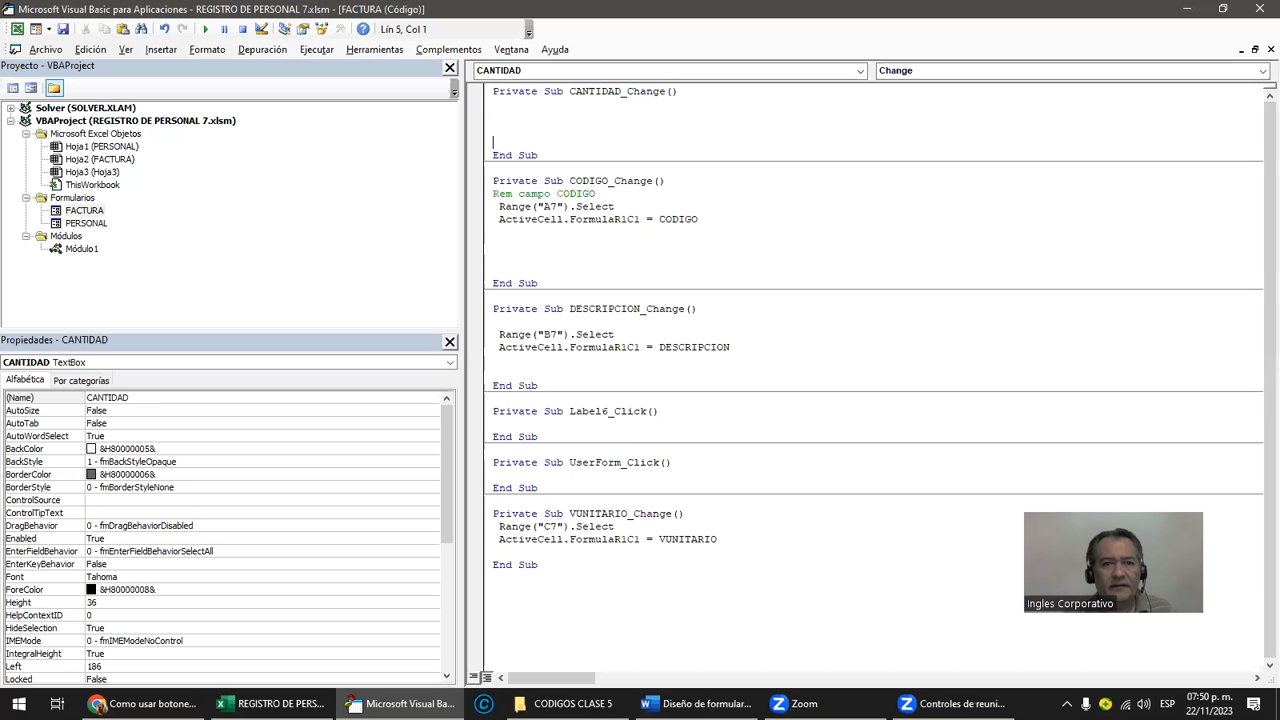 Microsoft Visual Basic para Aplicaciones - REGISTRO DE PERSONAL 7.xlsm - [FACTURA (Código)]
Lín 5, Col 1
Archivo Edición Ver Insertar Formato Depuración Ejecutar Herramientas Complementos Ventana Ayuda
Proyecto - VBAProject
Solver (SOLVER.XLAM)
VBAProject (REGISTRO DE PERSONAL 7.xlsm)
Microsoft Excel Objetos
Hoja1 (PERSONAL)
Hoja2 (FACTURA)
Hoja3 (Hoja3)
ThisWorkbook
Formularios
FACTURA
PERSONAL
Módulos
Módulo1
Propiedades - CANTIDAD
CANTIDAD TextBox
Alfabética Por categorías
(Name) CANTIDAD
AutoSize False
AutoTab False
AutoWordSelect True
BackColor &H80000005&
BackStyle 1 - fmBackStyleOpaque
BorderColor &H80000006&
BorderStyle 0 - fmBorderStyleNone
ControlSource
ControlTipText
DragBehavior 0 - fmDragBehaviorDisabled
Enabled True
EnterFieldBehavior 0 - fmEnterFieldBehaviorSelectAll
EnterKeyBehavior False
Font Tahoma
ForeColor &H80000008&
Height 36
HelpContextID 0
HideSelection True
IMEMode 0 - fmIMEModeNoControl
IntegralHeight True
Left 186
Locked False
CANTIDAD Change
Private Sub CANTIDAD_Change()
End Sub
Private Sub CODIGO_Change()
Rem campo CODIGO
Range("A7").Select
ActiveCell.FormulaR1C1 = CODIGO
End Sub
Private Sub DESCRIPCION_Change()
Range("B7").Select
ActiveCell.FormulaR1C1 = DESCRIPCION
End Sub
Private Sub Label6_Click()
End Sub
Private Sub UserForm_Click()
End Sub
Private Sub VUNITARIO_Change()
Range("C7").Select
ActiveCell.FormulaR1C1 = VUNITARIO
End Sub
Ingles Corporativo
Como usar botone...
REGISTRO DE PERS...
Microsoft Visual Ba...
CODIGOS CLASE 5
Diseño de formular...
Zoom
Controles de reuni...
ESP
07:50 p. m.
22/11/2023